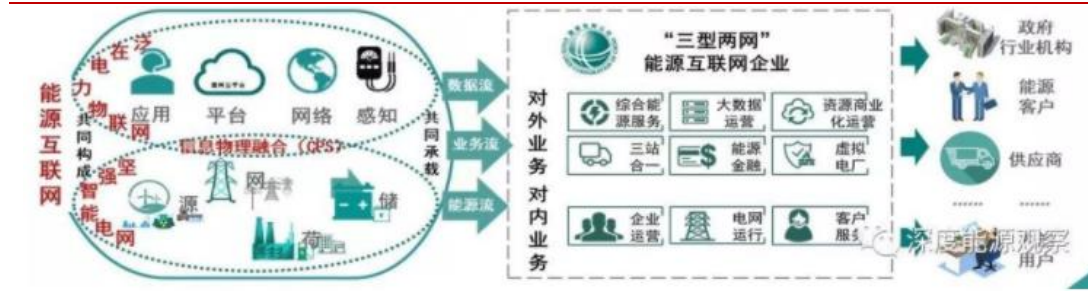 能源互联网
泛在电力物联网
应用
平台
网络
感知
共同构成
共同承载
信息物理融合（CPS）
坚强智能电网
源
网
荷
储
数据流
业务流
能源流
“三型两网”
能源互联网企业
对外业务
综合能
源服务
大数据
运营
资源商业
化运营
三站
合一
能源
金融
虚拟
电厂
对内业务
企业
运营
电网
运行
客户
服务
政府
行业机构
能源
客户
供应商
......
......
用户
深度能源观察